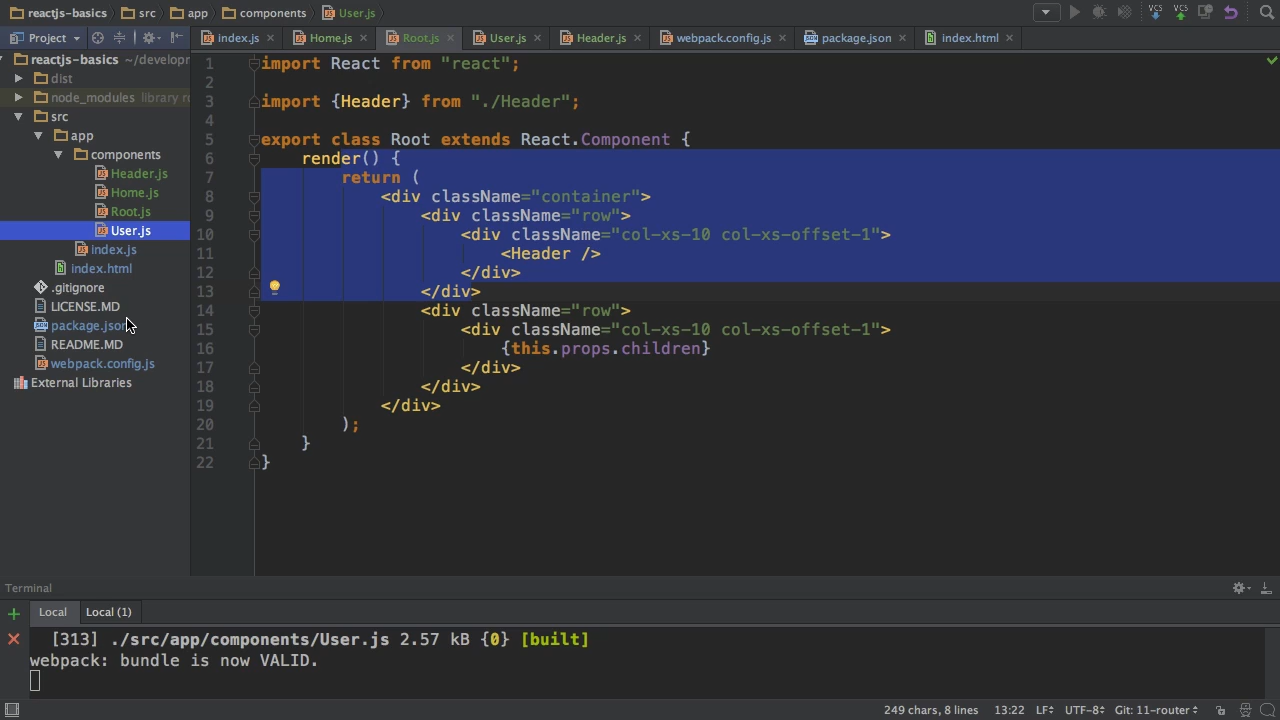 reactjs-basics src app components User.js
Project index.js Home.js Root.js User.js Header.js webpack.config.js package.json index.html
reactjs-basics ~/developr
dist
node_modules library ro
src
app
components
Header.js
Home.js
Root.js
User.js
index.js
index.html
.gitignore
LICENSE.MD
package.json
README.MD
webpack.config.js
External Libraries
1 import React from "react";
2
3 import {Header} from "./Header";
4
5 export class Root extends React.Component {
6 render() {
7 return (
8 <div className="container">
9 <div className="row">
10 <div className="col-xs-10 col-xs-offset-1">
11 <Header />
12 </div>
13 </div>
14 <div className="row">
15 <div className="col-xs-10 col-xs-offset-1">
16 {this.props.children}
17 </div>
18 </div>
19 </div>
20 );
21 }
22 }
Terminal
Local Local (1)
[313] ./src/app/components/User.js 2.57 kB {0} [built]
webpack: bundle is now VALID.
249 chars, 8 lines 13:22 LF UTF-8 Git: 11-router